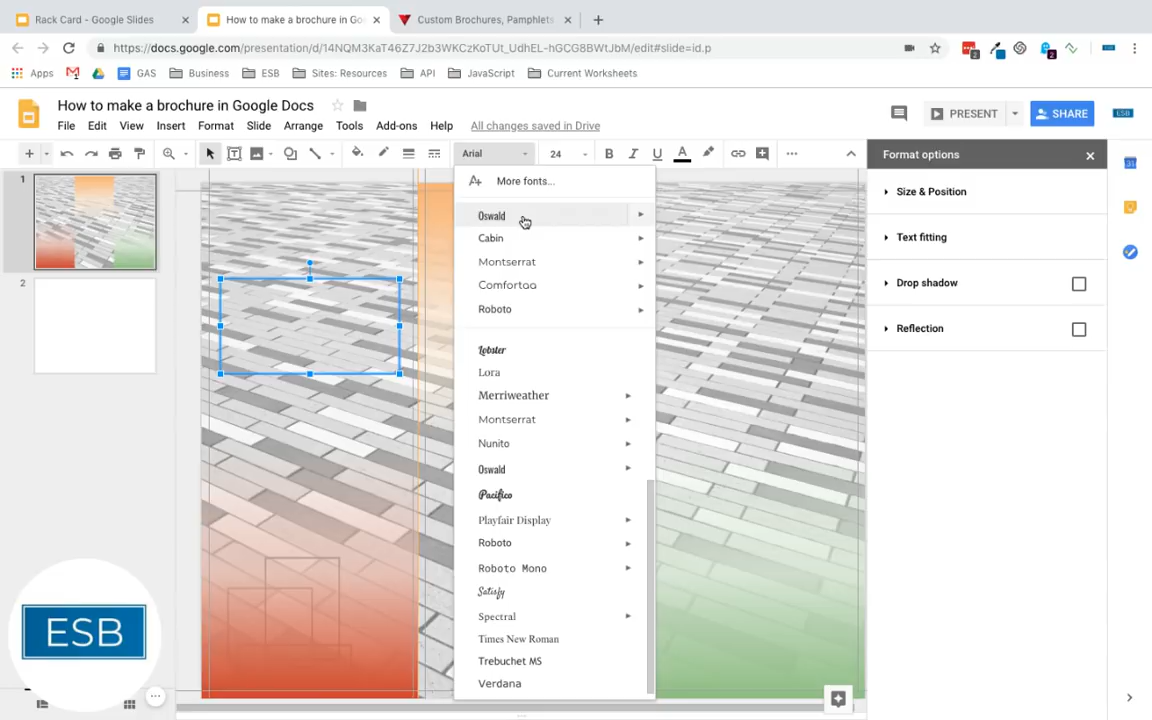 Rack Card - Google Slides
How to make a brochure in Go
Custom Brochures, Pamphlets
https://docs.google.com/presentation/d/14NQM3KaT46Z7J2b3WKCzKoTUt_UdhEL-hGCG8BWtJbM/edit#slide=id.p
Apps
GAS
Business
ESB
Sites: Resources
API
JavaScript
Current Worksheets
How to make a brochure in Google Docs
PRESENT
SHARE
ESB
File Edit View Insert Format Slide Arrange Tools Add-ons Help All changes saved in Drive
Arial
24
B I U A
Format options
Size & Position
Text fitting
Drop shadow
Reflection
1
2
More fonts...
Oswald
Cabin
Montserrat
Comfortaa
Roboto
Lobster
Lora
Merriweather
Montserrat
Nunito
Oswald
Pacifico
Playfair Display
Roboto
Roboto Mono
Satisfy
Spectral
Times New Roman
Trebuchet MS
Verdana
ESB